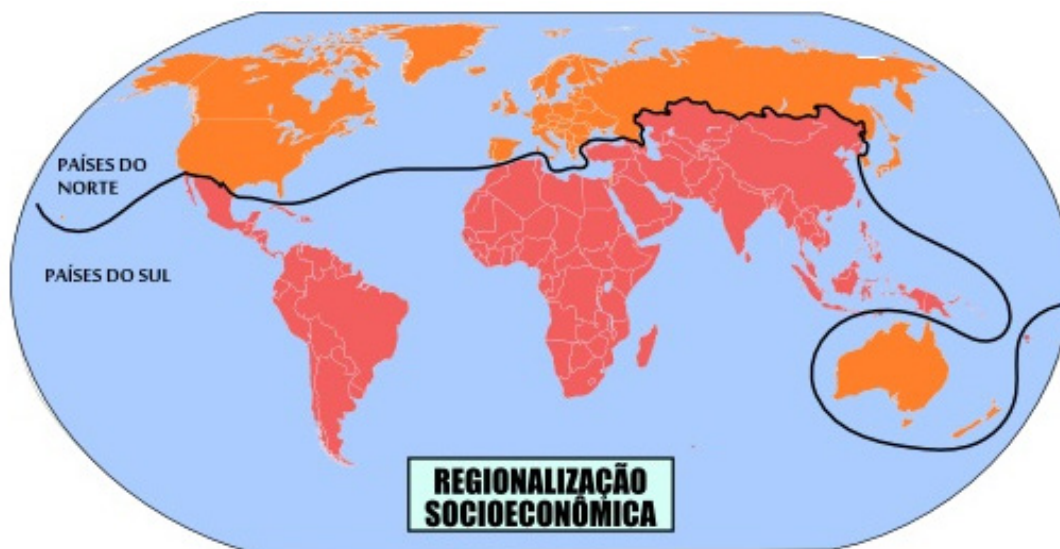 PAÍSES DO
NORTE
PAÍSES DO SUL
REGIONALIZAÇÃO
SOCIOECONÔMICA